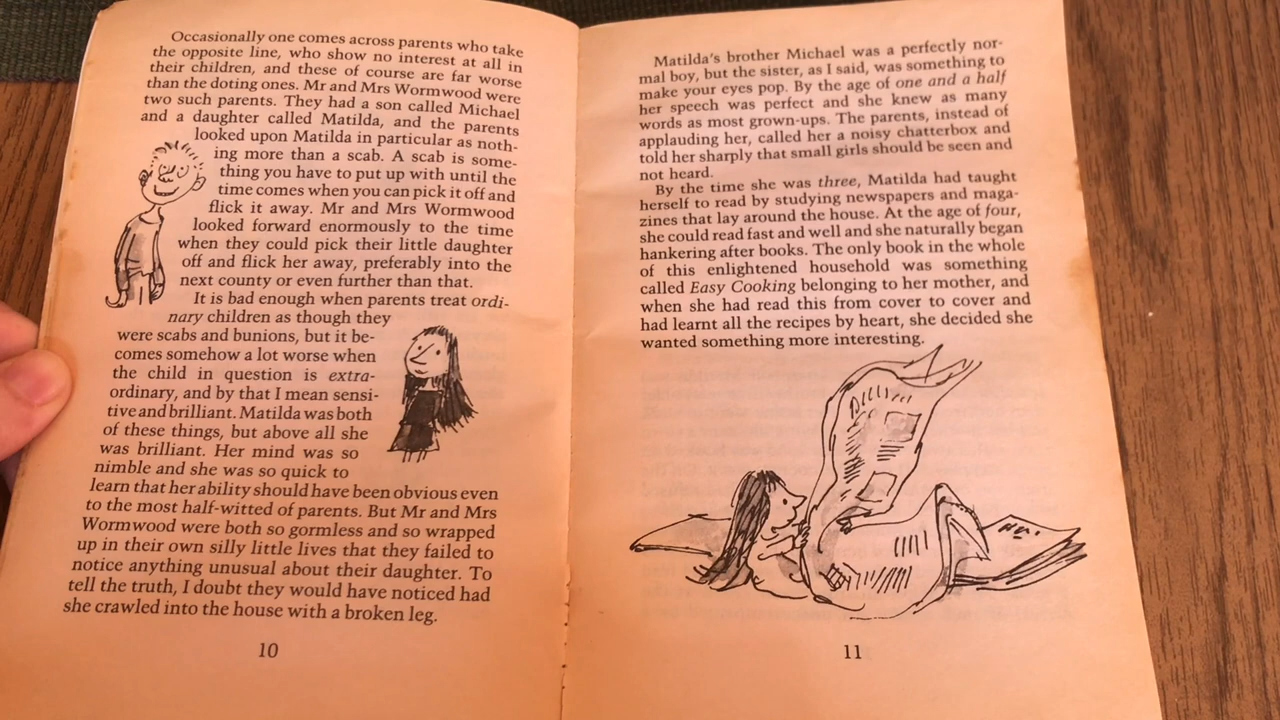 Occasionally one comes across parents who take
the opposite line, who show no interest at all in
their children, and these of course are far worse
than the doting ones. Mr and Mrs Wormwood were
two such parents. They had a son called Michael
and a daughter called Matilda, and the parents
looked upon Matilda in particular as noth-
ing more than a scab. A scab is some-
thing you have to put up with until the
time comes when you can pick it off and
flick it away. Mr and Mrs Wormwood
looked forward enormously to the time
when they could pick their little daughter
off and flick her away, preferably into the
next county or even further than that.
It is bad enough when parents treat ordi-
nary children as though they
were scabs and bunions, but it be-
comes somehow a lot worse when
the child in question is extra-
ordinary, and by that I mean sensi-
tive and brilliant. Matilda was both
of these things, but above all she
was brilliant. Her mind was so
nimble and she was so quick to
learn that her ability should have been obvious even
to the most half-witted of parents. But Mr and Mrs
Wormwood were both so gormless and so wrapped
up in their own silly little lives that they failed to
notice anything unusual about their daughter. To
tell the truth, I doubt they would have noticed had
she crawled into the house with a broken leg.
10
Matilda's brother Michael was a perfectly nor-
mal boy, but the sister, as I said, was something to
make your eyes pop. By the age of one and a half
her speech was perfect and she knew as many
words as most grown-ups. The parents, instead of
applauding her, called her a noisy chatterbox and
told her sharply that small girls should be seen and
not heard.
By the time she was three, Matilda had taught
herself to read by studying newspapers and maga-
zines that lay around the house. At the age of four,
she could read fast and well and she naturally began
hankering after books. The only book in the whole
of this enlightened household was something
called Easy Cooking belonging to her mother, and
when she had read this from cover to cover and
had learnt all the recipes by heart, she decided she
wanted something more interesting.
11